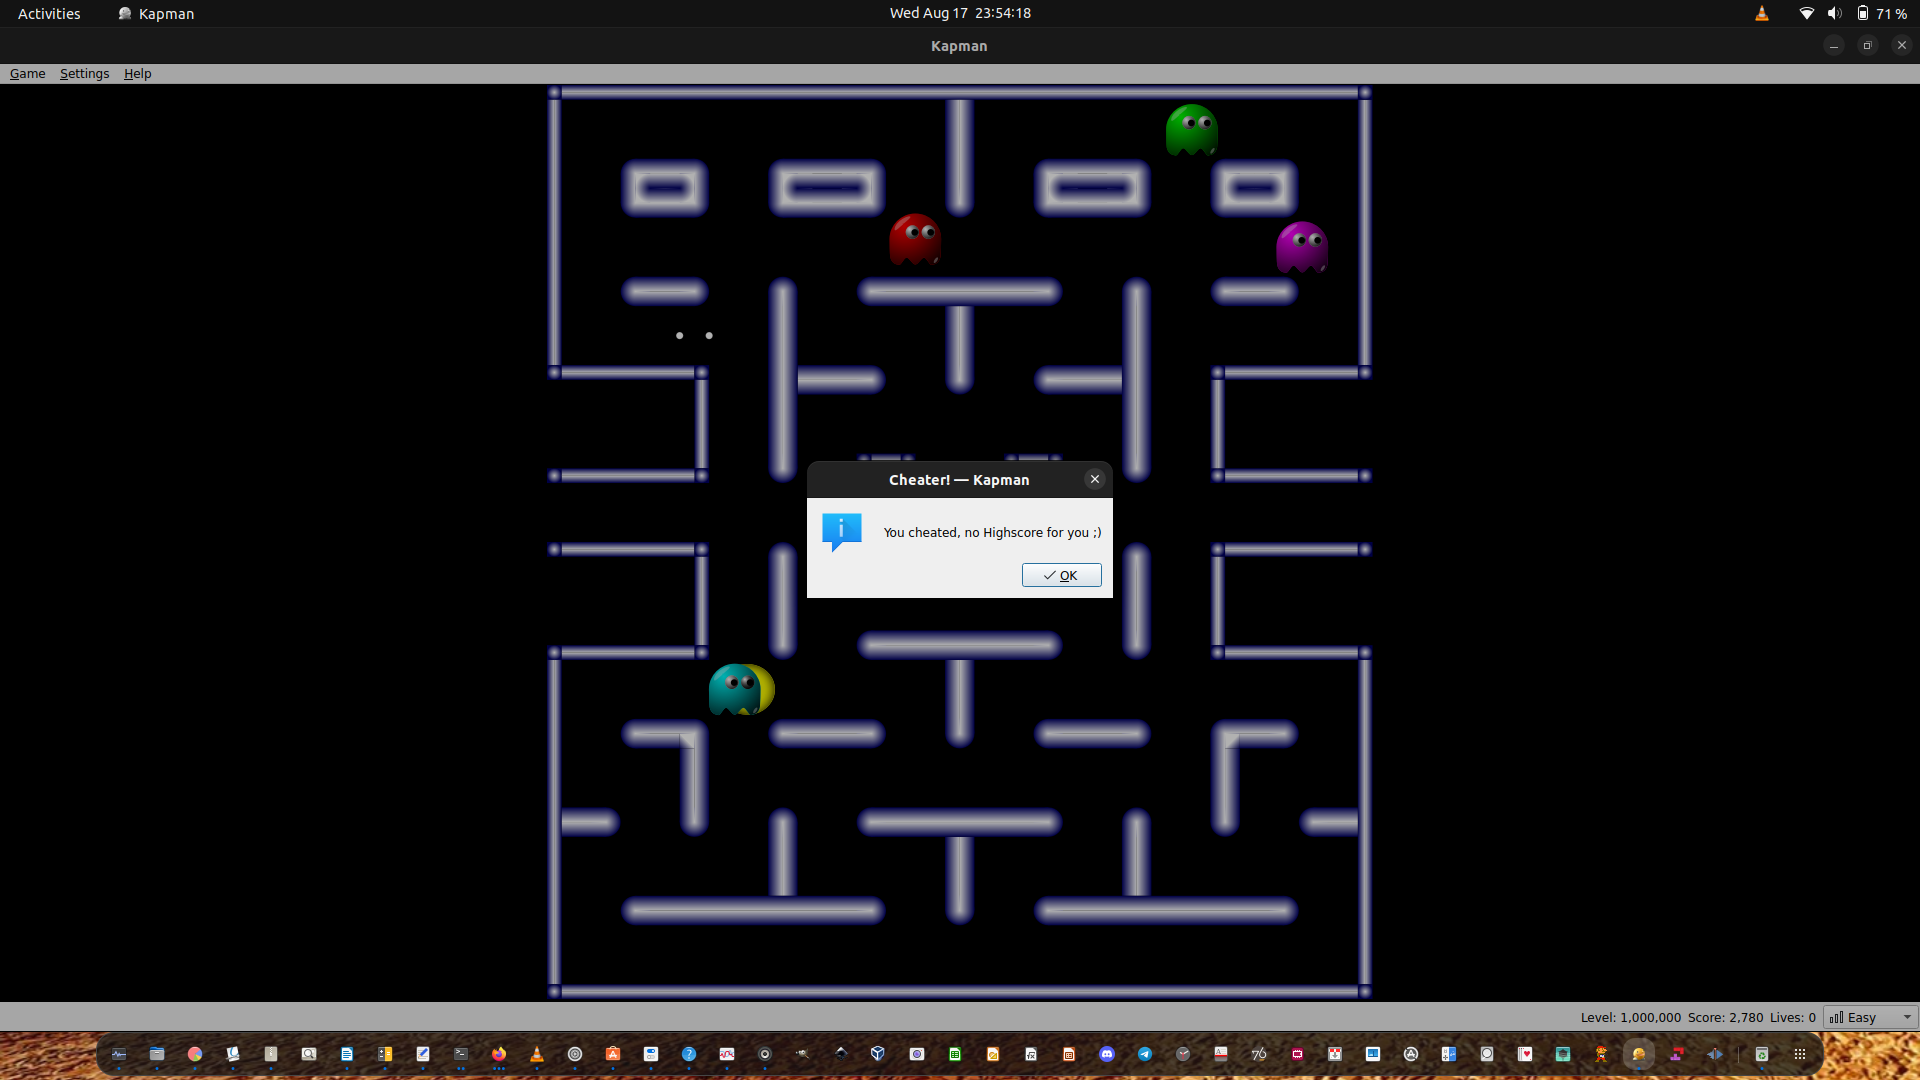 Activities Kapman Wed Aug 17 23:54:18 71 %
Kapman
Game Settings Help
Cheater! — Kapman
You cheated, no Highscore for you ;)
OK
Level: 1,000,000 Score: 2,780 Lives: 0 Easy